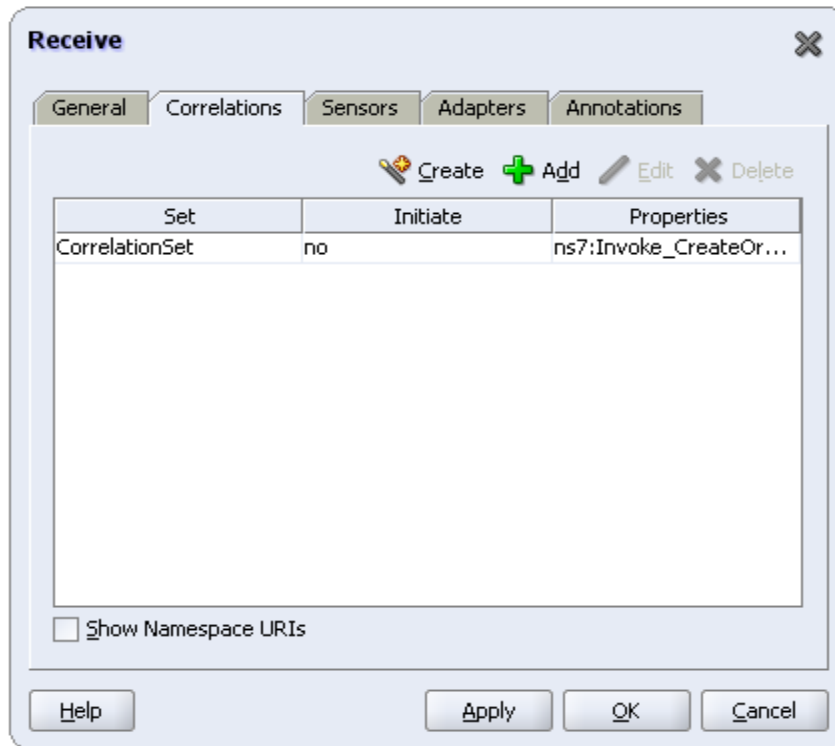 Receive
General Correlations Sensors Adapters Annotations
Create Add Edit Delete
Set Initiate Properties
CorrelationSet no ns7:Invoke_CreateOr...
Show Namespace URIs
Help Apply OK Cancel